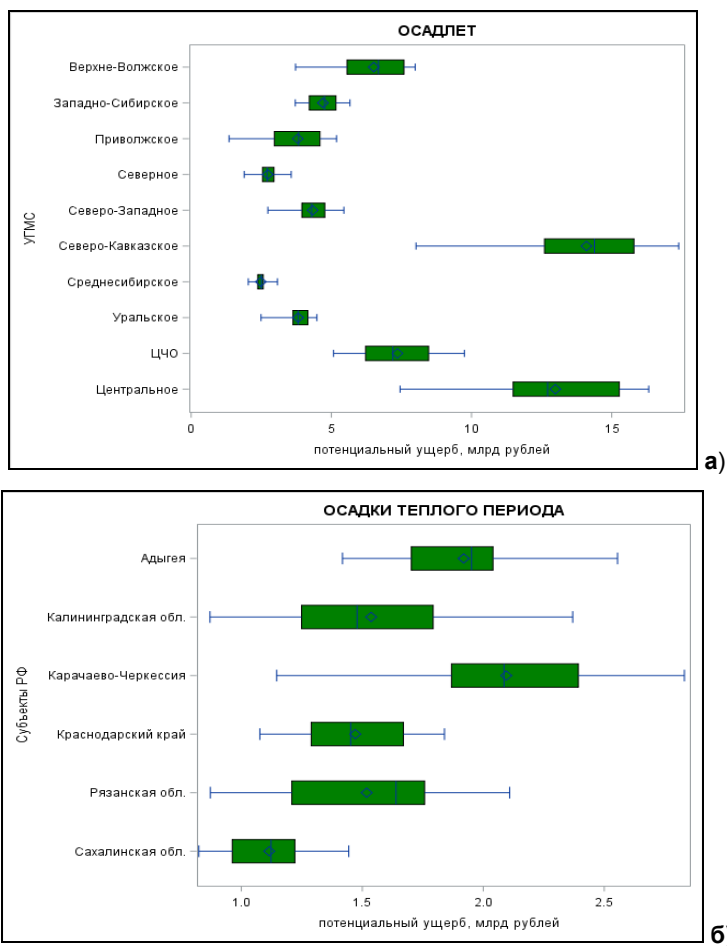 ОСАДЛЕТ
УГМС
Верхне-Волжское
Западно-Сибирское
Приволжское
Северное
Северо-Западное
Северо-Кавказское
Среднесибирское
Уральское
ЦЧО
Центральное
0 5 10 15
потенциальный ущерб, млрд рублей
а)
ОСАДКИ ТЕПЛОГО ПЕРИОДА
Субъекты РФ
Адыгея
Калининградская обл.
Карачаево-Черкессия
Краснодарский край
Рязанская обл.
Сахалинская обл.
1.0 1.5 2.0 2.5
потенциальный ущерб, млрд рублей
б